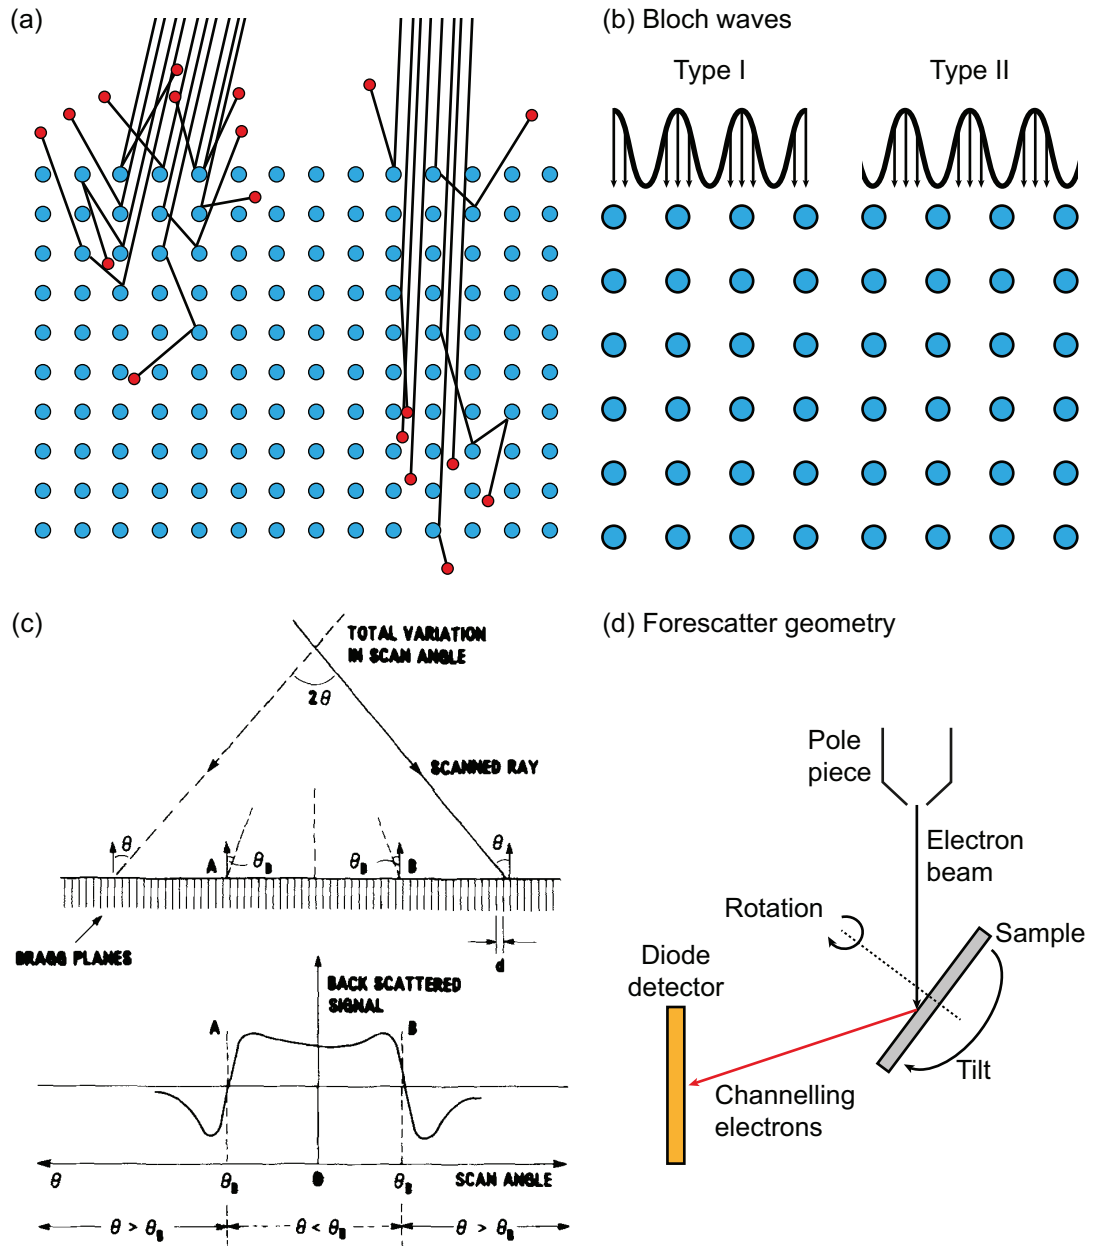 (a)
(b) Bloch waves
Type I
Type II
(c)
TOTAL VARIATION
IN SCAN ANGLE
2θ
SCANNED RAY
θ
A
θB
θB
B
θ
BRAGG PLANES
d
BACK SCATTERED
SIGNAL
A
B
θ
θB
0
θB
SCAN ANGLE
θ > θB
θ < θB
θ > θB
(d) Forescatter geometry
Pole
piece
Electron
beam
Rotation
Sample
Diode
detector
Tilt
Channelling
electrons